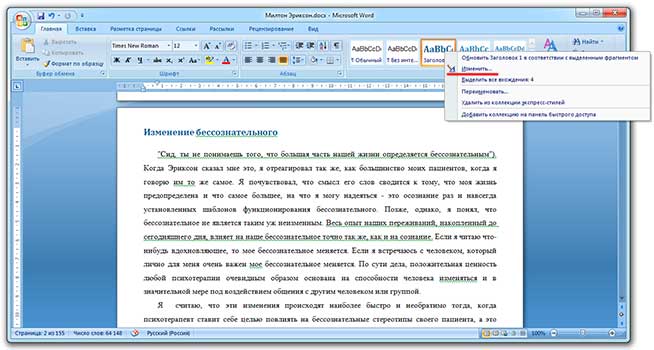 Милтон Эриксон.docx - Microsoft Word
Главная Вставка Разметка страницы Ссылки Рассылки Рецензирование Вид
Вставить
Вырезать
Копировать
Формат по образцу
Буфер обмена
Times New Roman 12
Шрифт
Абзац
AaBbCcDc AaBbCcDc AaBbCc AaBbCc AaB
¶ Обычный ¶ Без инте... Заголово
Найти
Обновить Заголовок 1 в соответствии с выделенным фрагментом
Изменить...
Выделить все вхождения: 4
Переименовать...
Удалить из коллекции экспресс-стилей
Добавить коллекцию на панель быстрого доступа
Изменение бессознательного
"Сид, ты не понимаешь того, что большая часть нашей жизни определяется бессознательным").
Когда Эриксон сказал мне это, я отреагировал так же, как большинство моих пациентов, когда я
говорю им то же самое. Я почувствовал, что смысл его слов сводится к тому, что моя жизнь
предопределена и что самое большее, на что я могу надеяться - это осознание раз и навсегда
установленных шаблонов функционирования бессознательного. Позже, однако, я понял, что
бессознательное не является таким уж неизменным. Весь опыт наших переживаний, накопленный до
сегодняшнего дня, влияет на наше бессознательное точно так же, как и на сознание. Если я читаю что-
нибудь вдохновляющее, то мое бессознательное меняется. Если я встречаюсь с человеком, который
лично для меня очень важен мое бессознательное меняется. По сути дела, положительная ценность
любой психотерапии очевидным образом основана на способности человека изменяться и в
значительной мере под воздействием общения с другим человеком или группой.
Я считаю, что эти изменения происходят наиболее быстро и необратимо тогда, когда
психотерапевт ставит себе целью повлиять на бессознательные стереотипы своего пациента, а это
Страница: 2 из 155 Число слов: 64 148 Русский (Россия) 100%